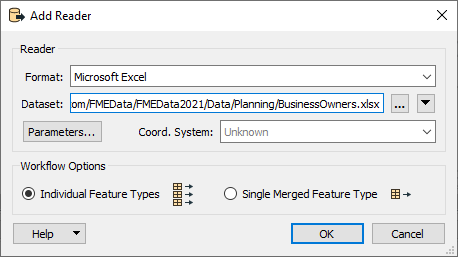 Add Reader
Reader
Format: Microsoft Excel
Dataset: om/FMEData/FMEData2021/Data/Planning/BusinessOwners.xlsx ...
Parameters... Coord. System: Unknown
Workflow Options
Individual Feature Types Single Merged Feature Type
Help OK Cancel